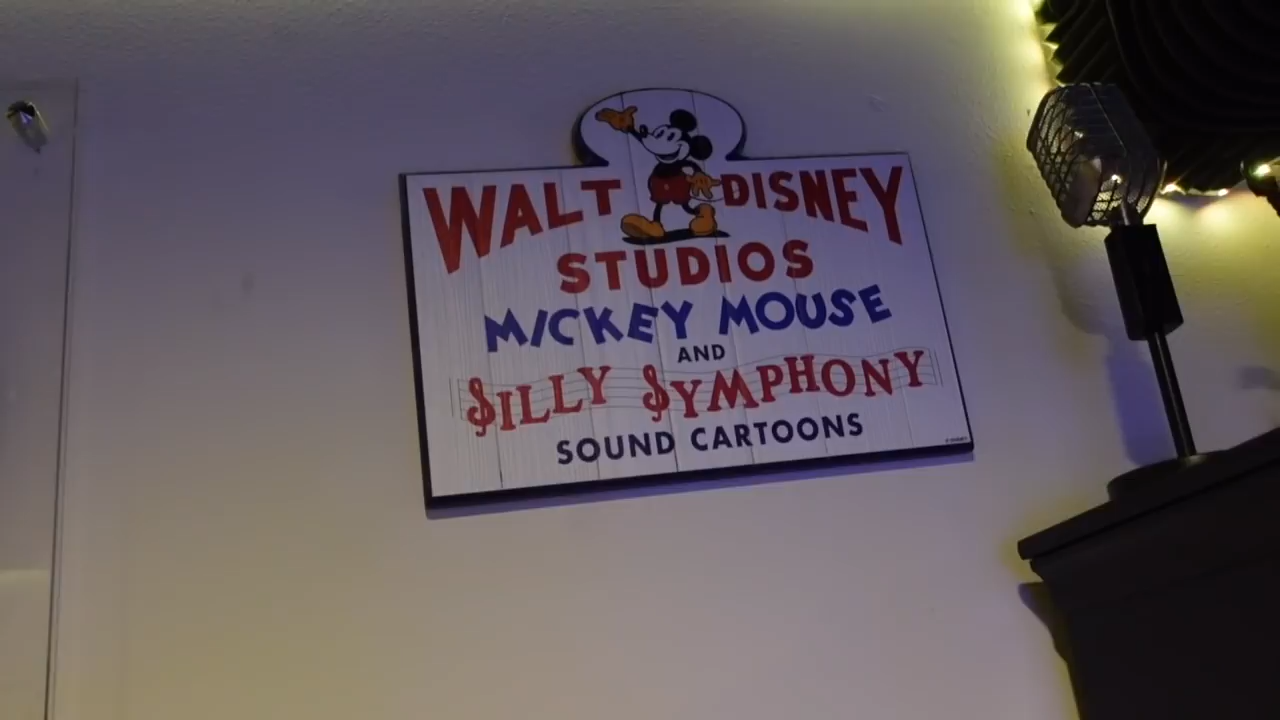 WALT DISNEY
STUDIOS
MICKEY MOUSE
AND
SILLY SYMPHONY
SOUND CARTOONS